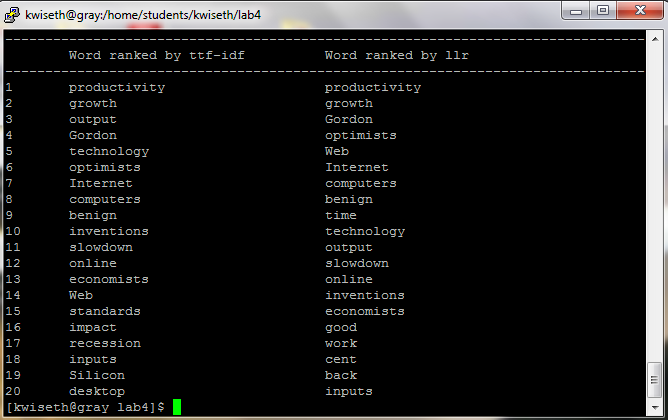 kwiseth@gray:/home/students/kwiseth/lab4
--------------------------------------------------------------------------------
Word ranked by ttf-idf Word ranked by llr
--------------------------------------------------------------------------------
1 productivity productivity
2 growth growth
3 output Gordon
4 Gordon optimists
5 technology Web
6 optimists Internet
7 Internet computers
8 computers benign
9 benign time
10 inventions technology
11 slowdown output
12 online slowdown
13 economists online
14 Web inventions
15 standards economists
16 impact good
17 recession work
18 inputs cent
19 Silicon back
20 desktop inputs
[kwiseth@gray lab4]$